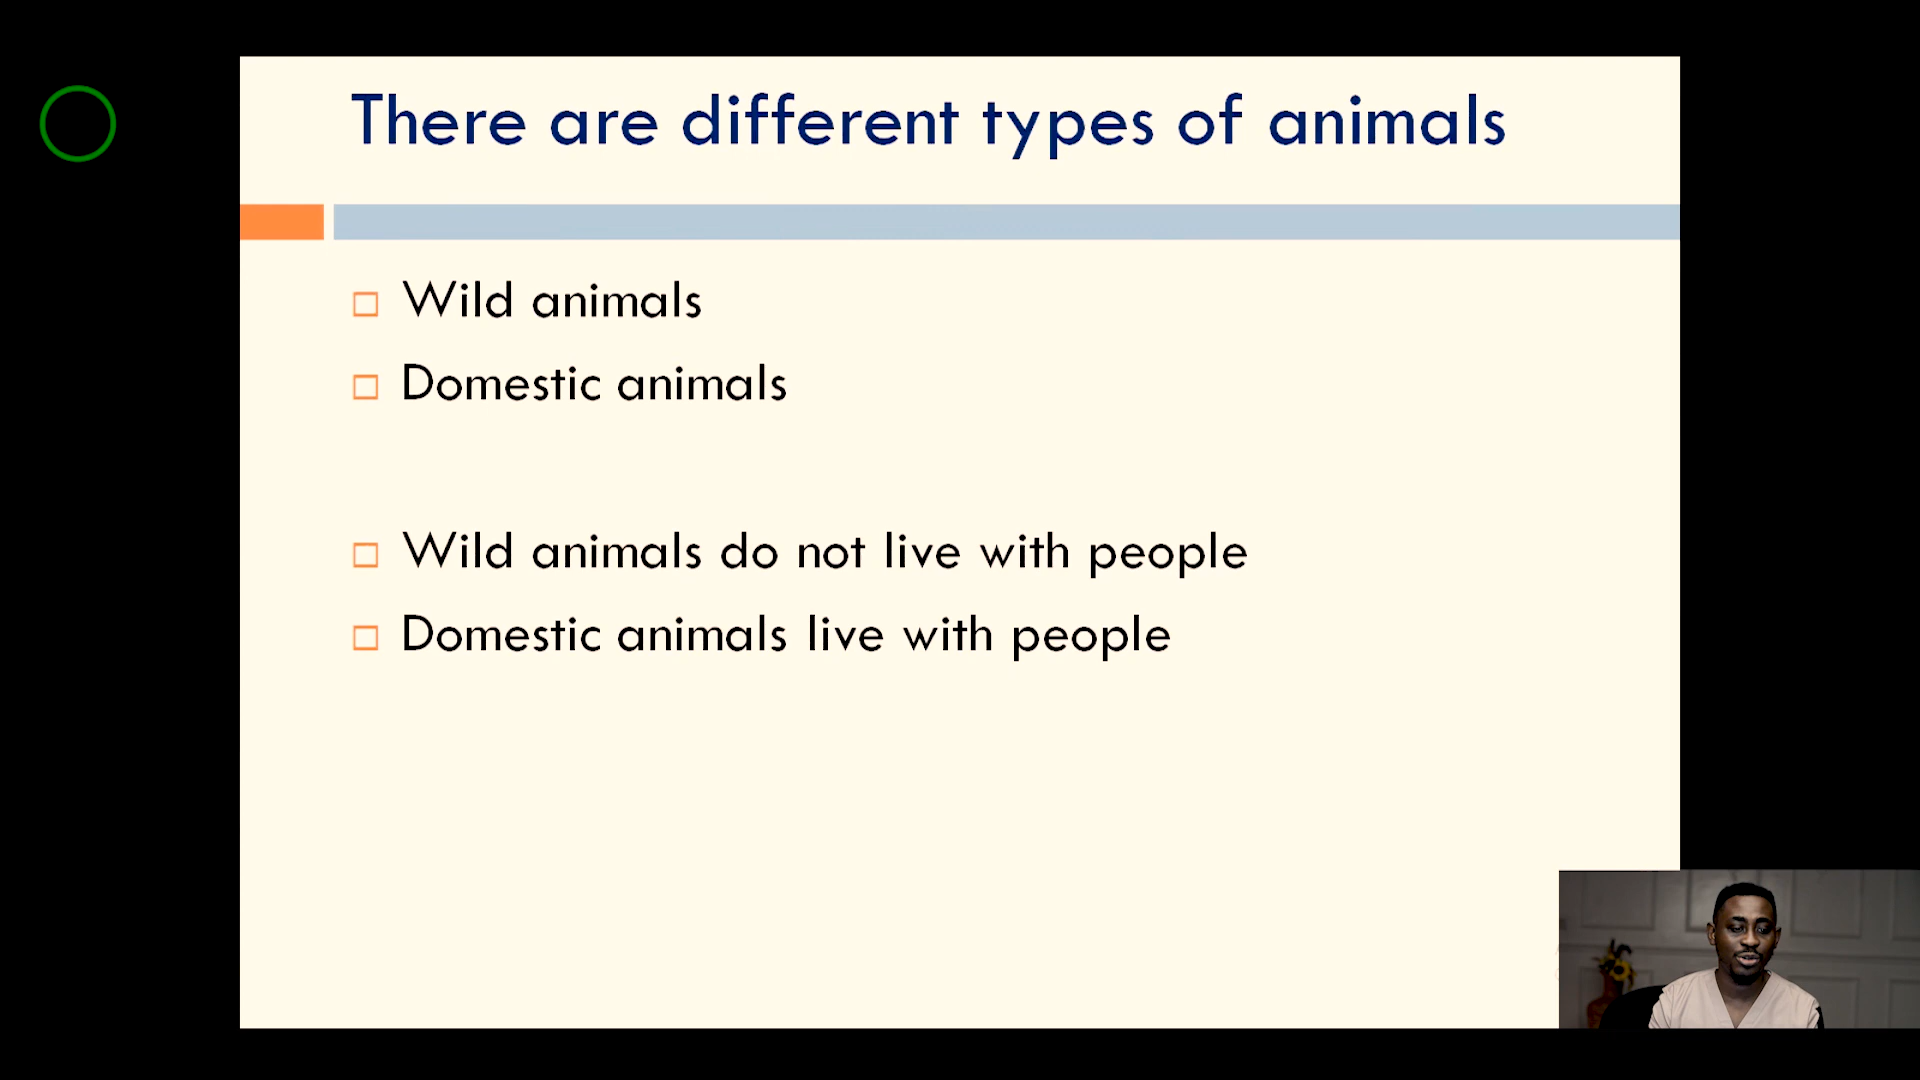 There are different types of animals
Wild animals
Domestic animals
Wild animals do not live with people
Domestic animals live with people